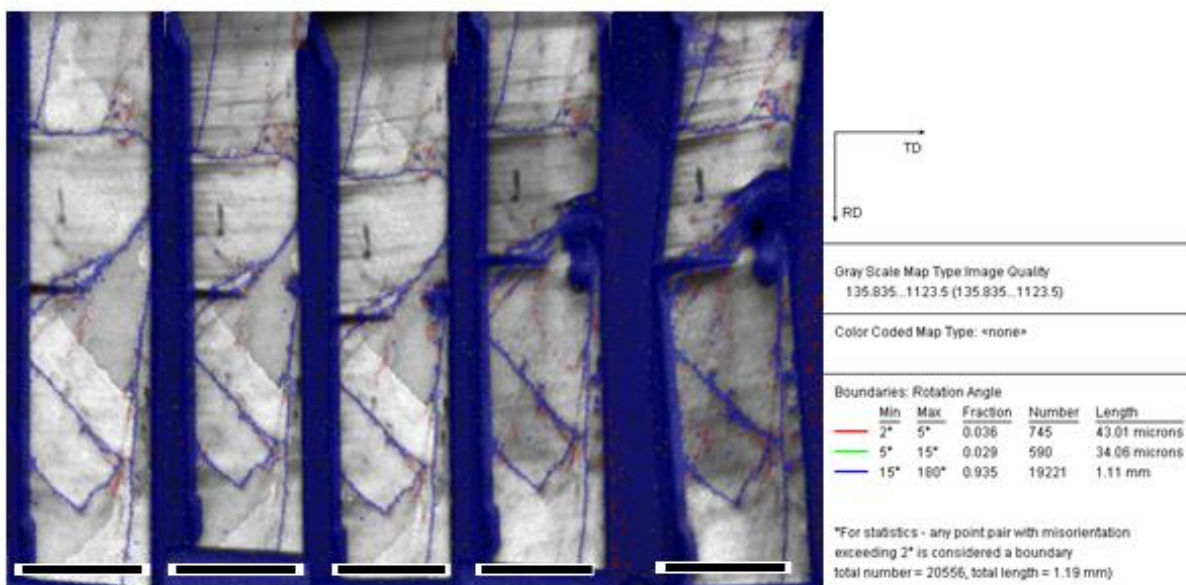 TD
RD
Gray Scale Map Type:Image Quality
135.835...1123.5 (135.835...1123.5)
Color Coded Map Type: <none>
Boundaries: Rotation Angle
Min Max Fraction Number Length
2° 5° 0.036 745 43.01 microns
5° 15° 0.029 590 34.06 microns
15° 180° 0.935 19221 1.11 mm
*For statistics - any point pair with misorientation
exceeding 2° is considered a boundary
total number = 20556, total length = 1.19 mm)